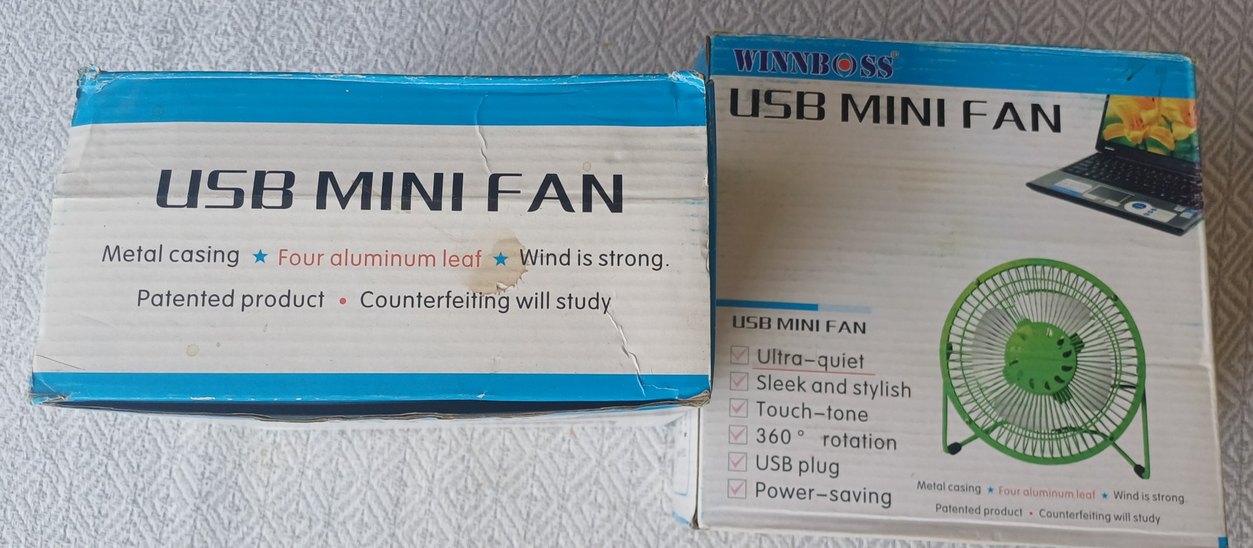 USB MINI FAN
Metal casing ★ Four aluminum leaf ★ Wind is strong.
Patented product • Counterfeiting will study
WINNBOSS®
USB MINI FAN
USB MINI FAN
Ultra-quiet
Sleek and stylish
Touch-tone
360° rotation
USB plug
Power-saving
Metal casing ★ Four aluminum leaf ★ Wind is strong.
Patented product • Counterfeiting will study